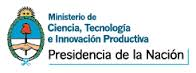 Ministerio de
Ciencia, Tecnología
e Innovación Productiva
Presidencia de la Nación